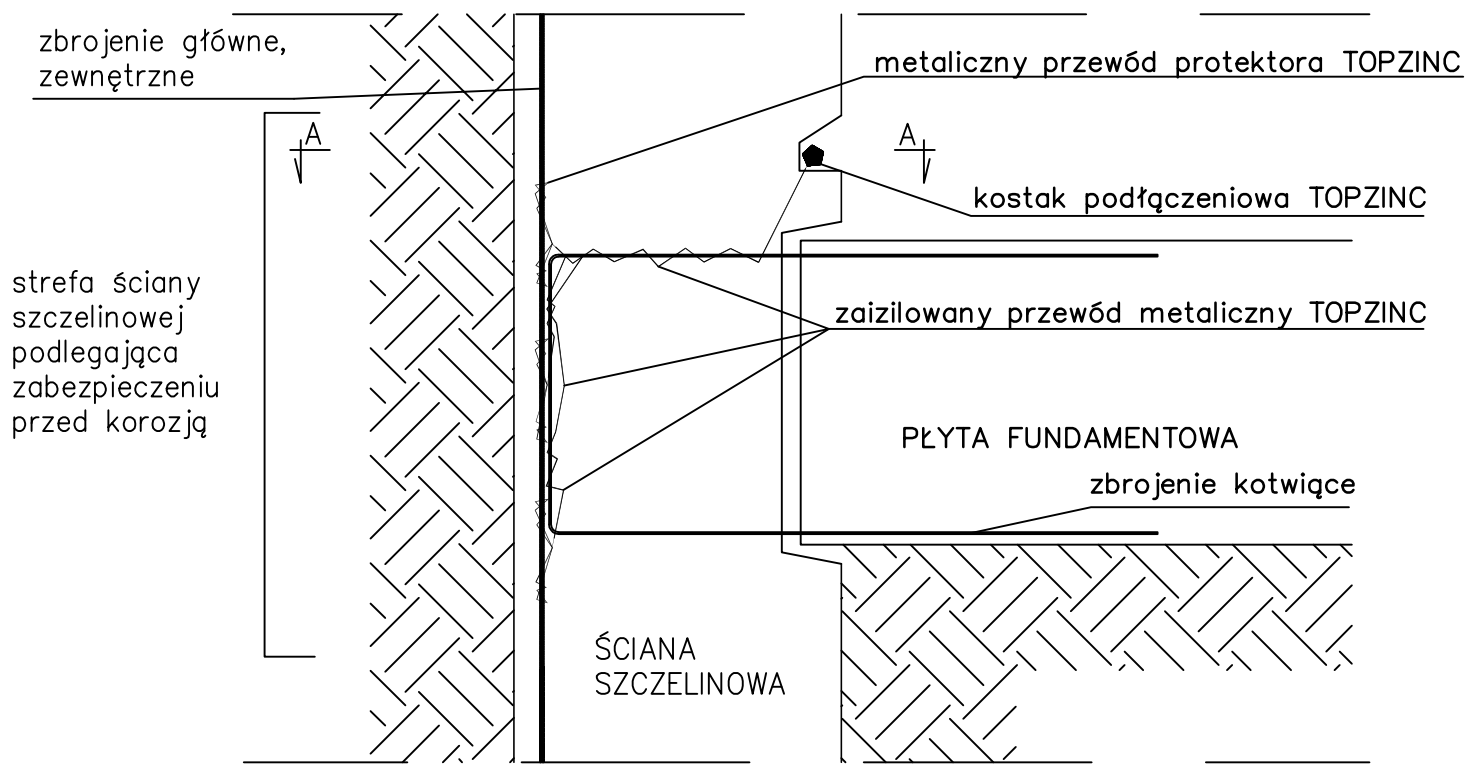 zbrojenie główne,
zewnętrzne
metaliczny przewód protektora TOPZINC
A
A
kostak podłączeniowa TOPZINC
strefa ściany
szczelinowej
podlegająca
zabezpieczeniu
przed korozją
zaizilowany przewód metaliczny TOPZINC
PŁYTA FUNDAMENTOWA
zbrojenie kotwiące
ŚCIANA
SZCZELINOWA